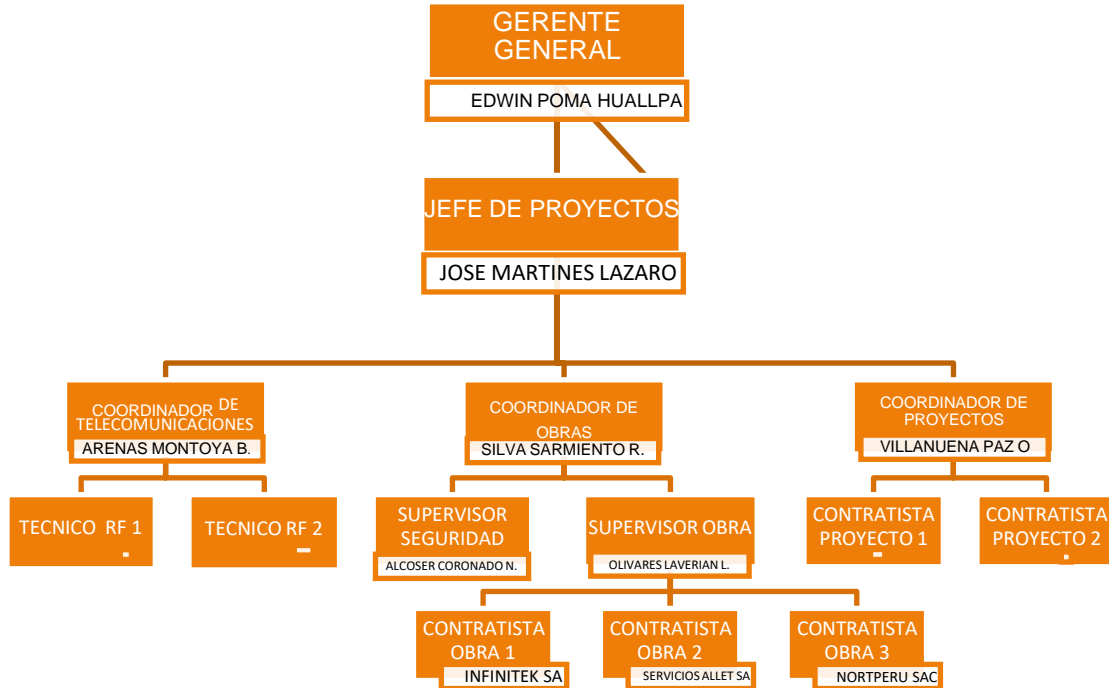 GERENTE
GENERAL
EDWIN POMA HUALLPA
JEFE DE PROYECTOS
JOSE MARTINES LAZARO
COORDINADOR DE
TELECOMUNICACIONES
ARENAS MONTOYA B.
COORDINADOR DE
OBRAS
SILVA SARMIENTO R.
COORDINADOR DE
PROYECTOS
VILLANUENA PAZ O
TECNICO RF 1
TECNICO RF 2
SUPERVISOR
SEGURIDAD
ALCOSER CORONADO N.
SUPERVISOR OBRA
OLIVARES LAVERIAN L.
CONTRATISTA
PROYECTO 1
CONTRATISTA
PROYECTO 2
CONTRATISTA
OBRA 1
INFINITEK SA
CONTRATISTA
OBRA 2
SERVICIOS ALLET SA
CONTRATISTA
OBRA 3
NORTPERU SAC